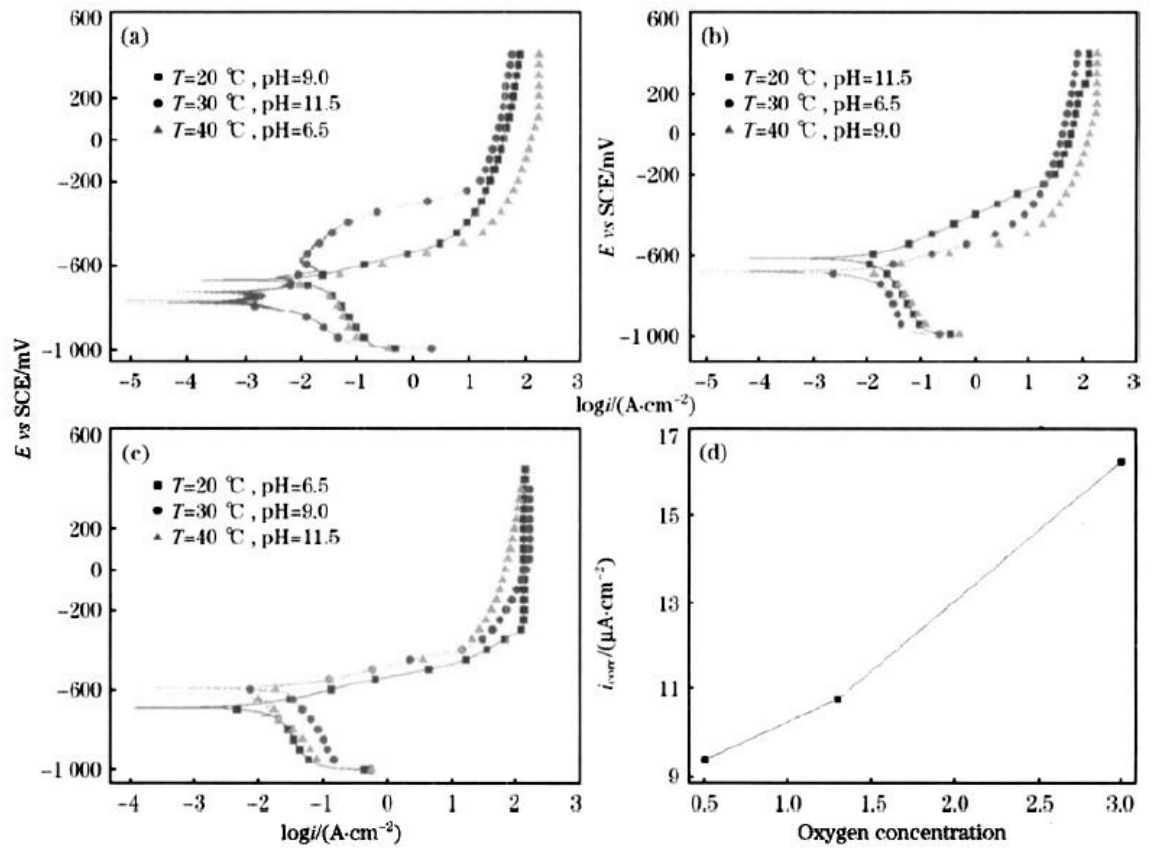 (a)
T=20 ℃ , pH=9.0
T=30 ℃ , pH=11.5
T=40 ℃ , pH=6.5
600
400
200
0
−200
−600
−1 000
−5 −4 −3 −2 −1 0 1 2 3
(b)
T=20 ℃ , pH=11.5
T=30 ℃ , pH=6.5
T=40 ℃ , pH=9.0
E vs SCE/mV
600
400
200
0
−200
−600
−1 000
−5 −4 −3 −2 −1 0 1 2 3
logi/(A·cm⁻²)
E vs SCE/mV
(c)
T=20 ℃ , pH=6.5
T=30 ℃ , pH=9.0
T=40 ℃ , pH=11.5
600
400
200
0
−200
−600
−1 000
−4 −3 −2 −1 0 1 2 3
logi/(A·cm⁻²)
(d)
i_corr/(μA·cm⁻²)
17
15
13
11
9
0.5 1.0 1.5 2.0 2.5 3.0
Oxygen concentration